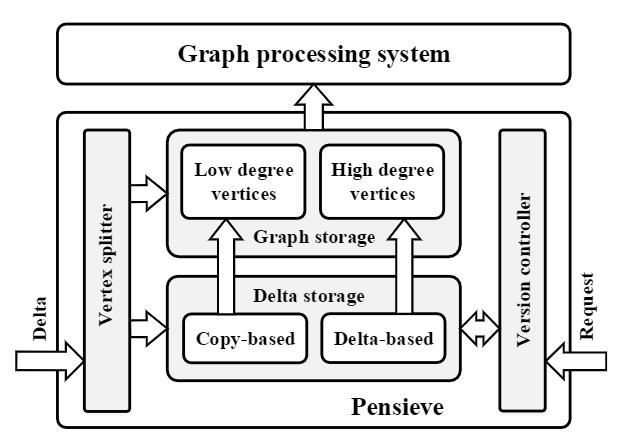 Graph processing system
Vertex splitter
Low degree
vertices
High degree
vertices
Graph storage
Delta storage
Copy-based
Delta-based
Version controller
Delta
Request
Pensieve